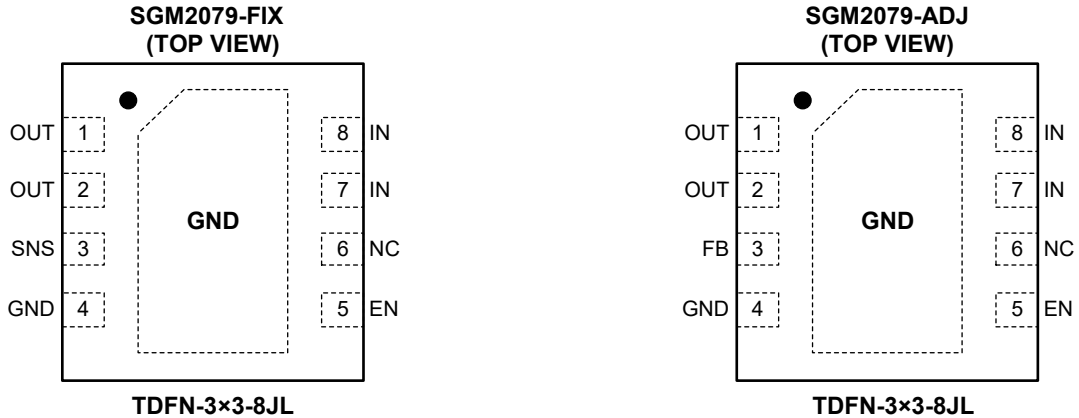 SGM2079-FIX
(TOP VIEW)
OUT 1 8 IN
OUT 2 7 IN
GND
SNS 3 6 NC
GND 4 5 EN
TDFN-3×3-8JL
SGM2079-ADJ
(TOP VIEW)
OUT 1 8 IN
OUT 2 7 IN
GND
FB 3 6 NC
GND 4 5 EN
TDFN-3×3-8JL